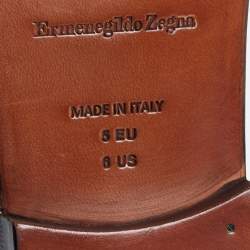 Ermenegildo Zegna
MADE IN ITALY
5 EU
6 US